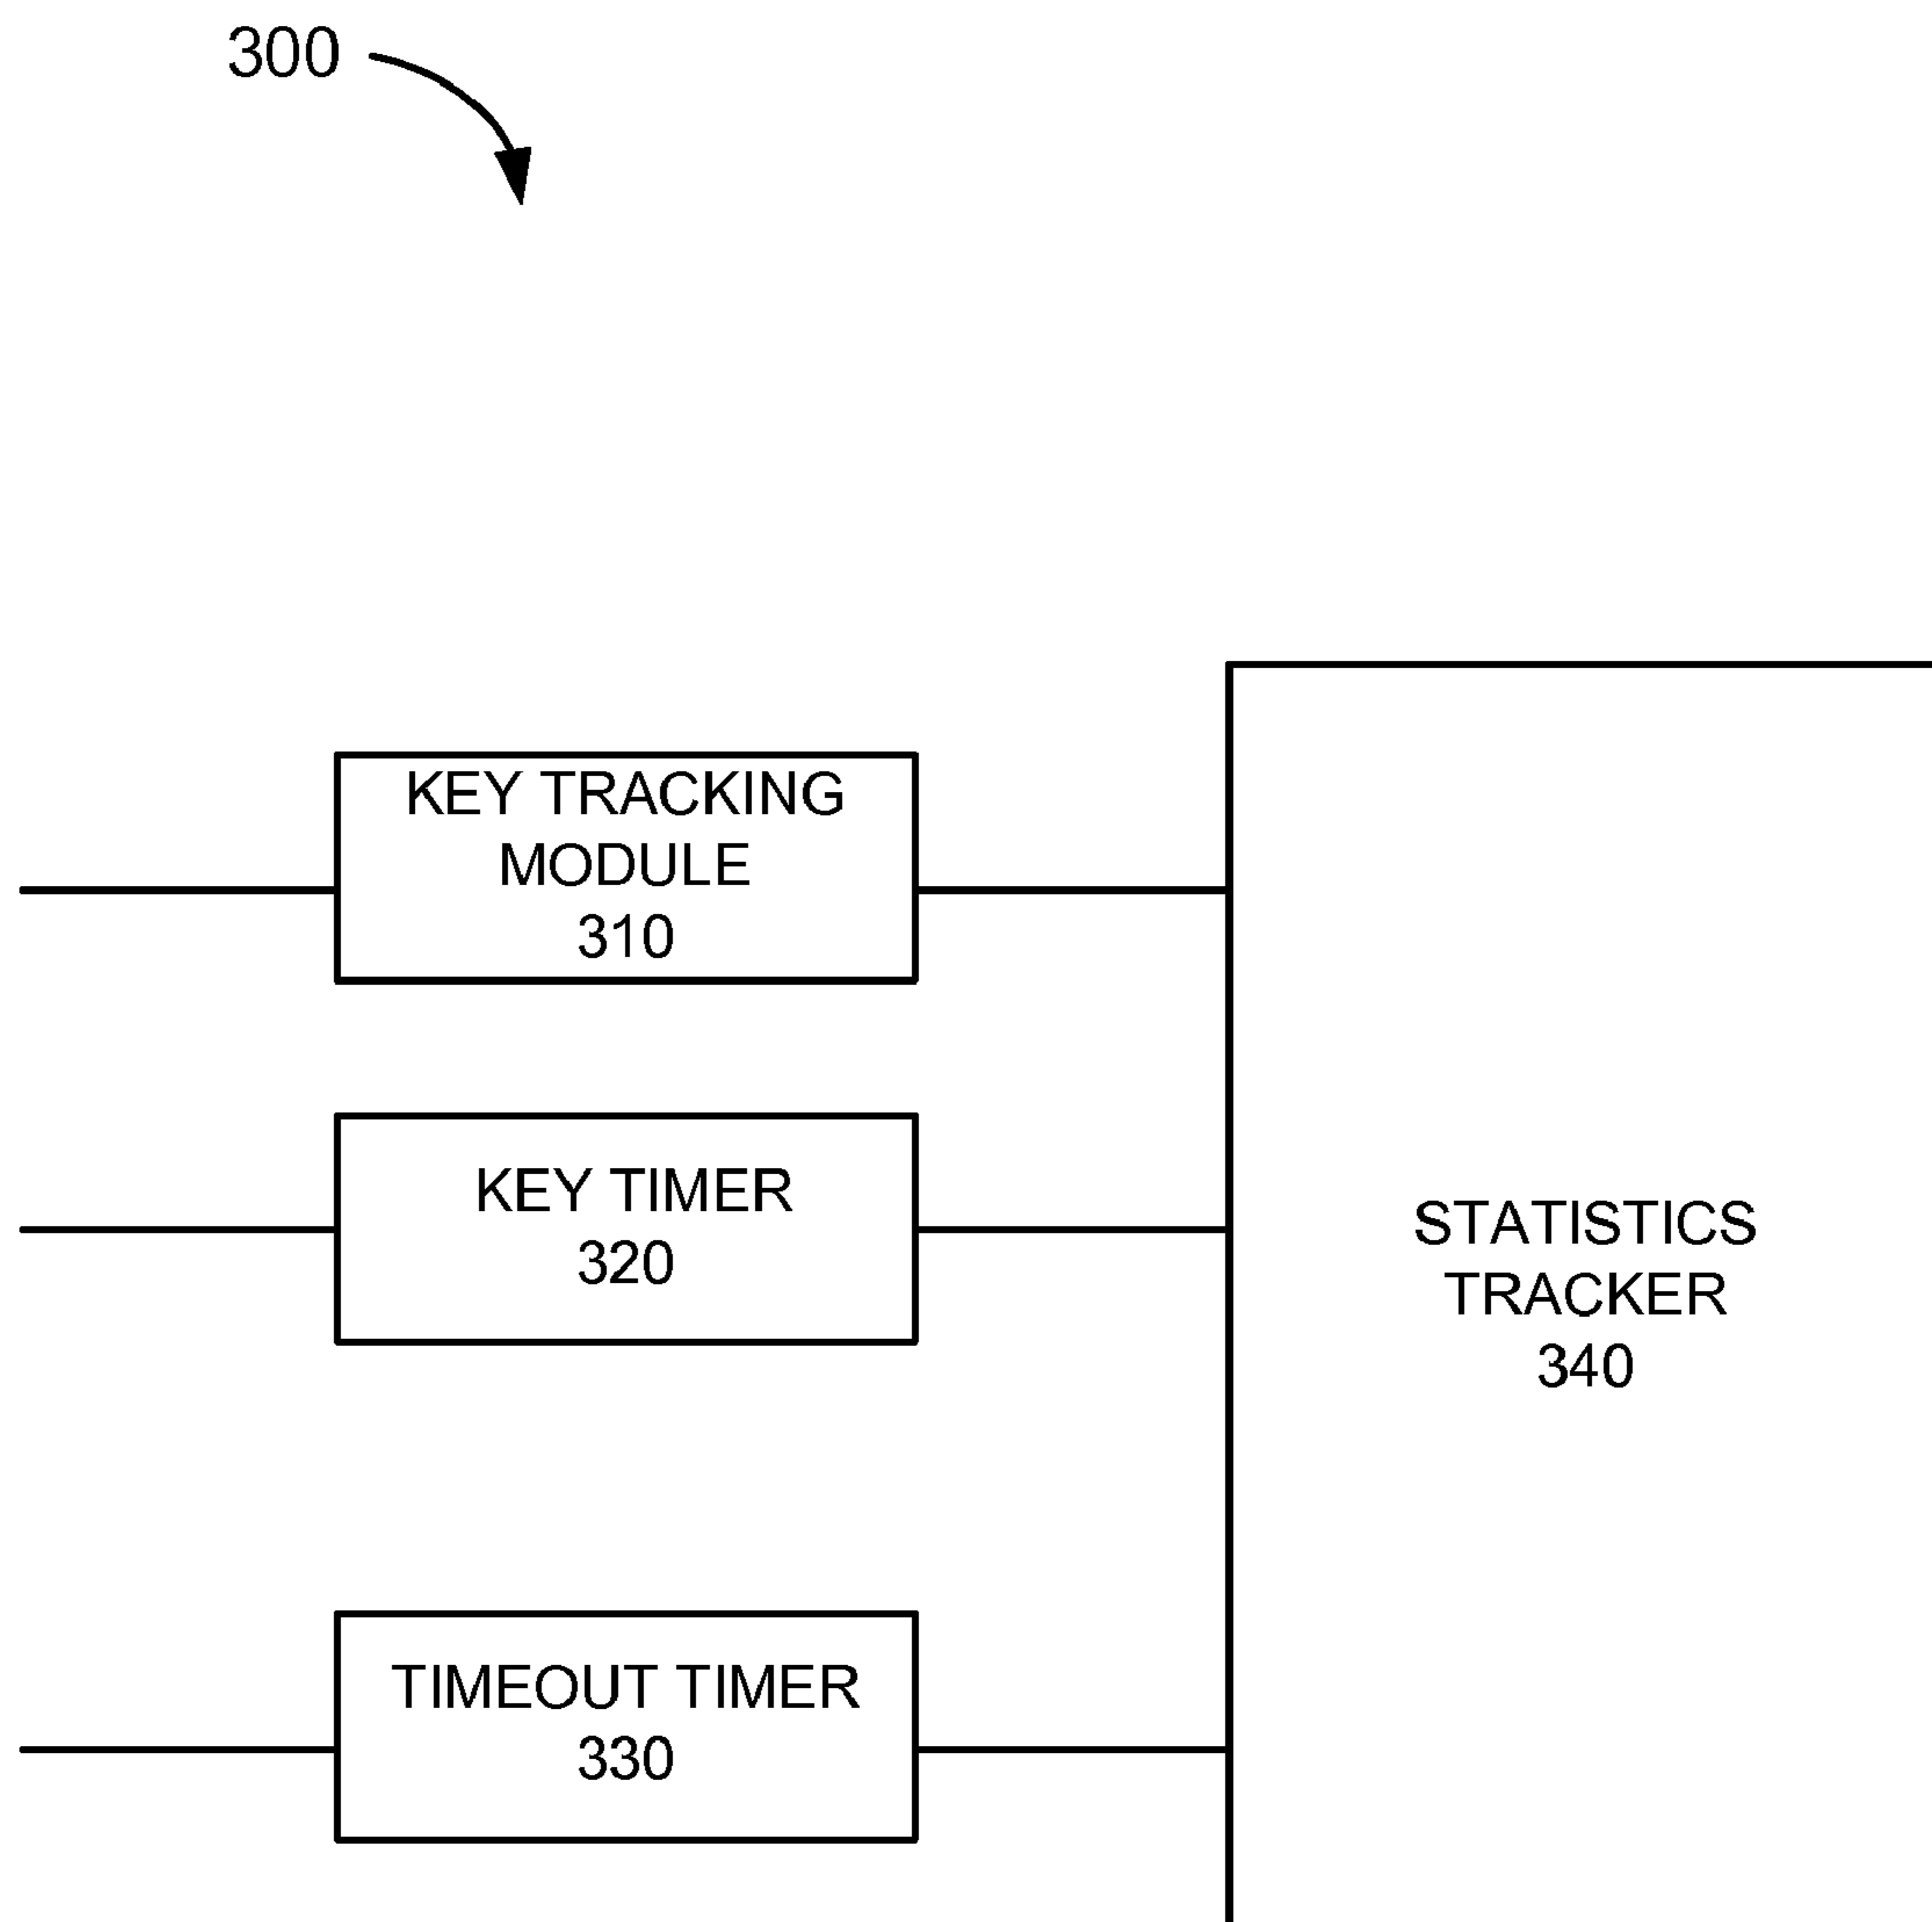 300
KEY TRACKING
MODULE
310
KEY TIMER
320
STATISTICS
TRACKER
340
TIMEOUT TIMER
330